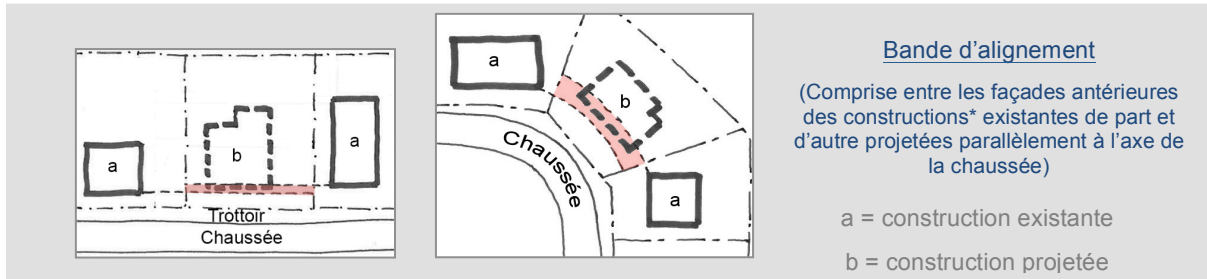 a
b
a
Trottoir
Chaussée
a
b
Chaussée
a
Bande d'alignement
(Comprise entre les façades antérieures
des constructions* existantes de part et
d'autre projetées parallèlement à l'axe de
la chaussée)
a = construction existante
b = construction projetée